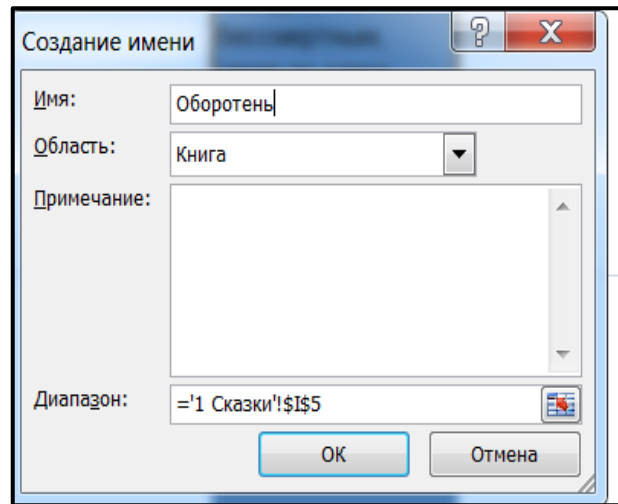 Создание имени
Имя: Оборотень
Область: Книга
Примечание:
Диапазон: ='1 Сказки'!$I$5
ОК Отмена